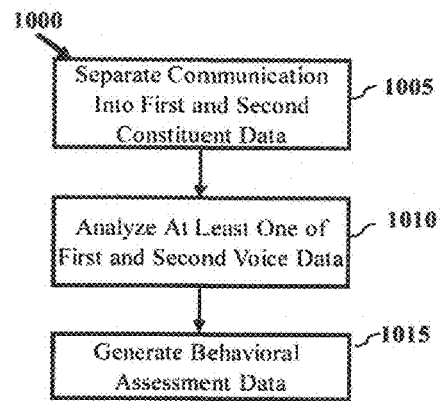 1000
Separate Communication
Into First and Second
Constituent Data
1005
Analyze At Least One of
First and Second Voice Data
1010
Generate Behavioral
Assessment Data
1015